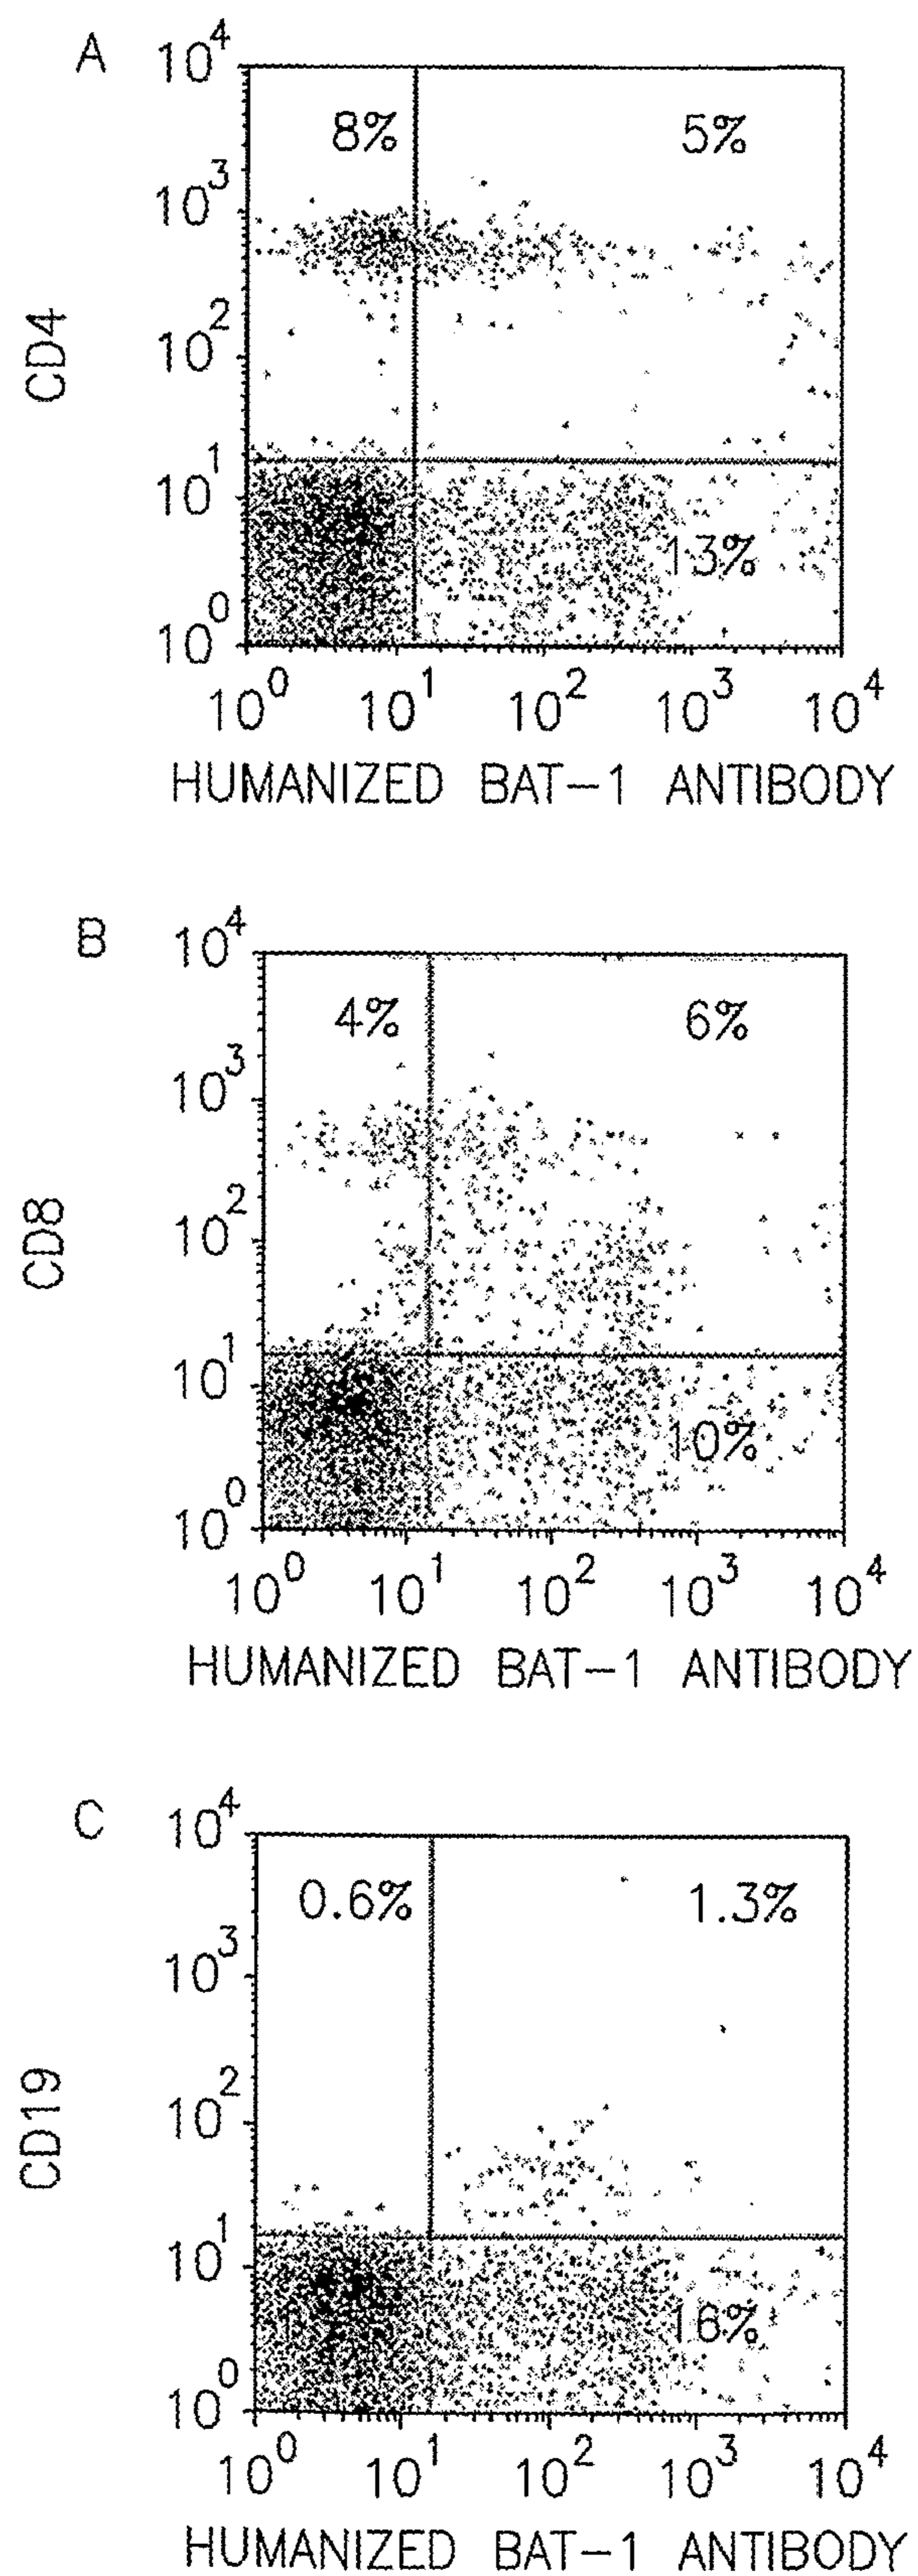 A
10^4
8% 5%
10^3
CD4
10^2
10^1
13%
10^0
10^0 10^1 10^2 10^3 10^4
HUMANIZED BAT-1 ANTIBODY
B
10^4
4% 6%
10^3
CD8
10^2
10^1
10%
10^0
10^0 10^1 10^2 10^3 10^4
HUMANIZED BAT-1 ANTIBODY
C
10^4
0.6% 1.3%
10^3
CD19
10^2
10^1
16%
10^0
10^0 10^1 10^2 10^3 10^4
HUMANIZED BAT-1 ANTIBODY